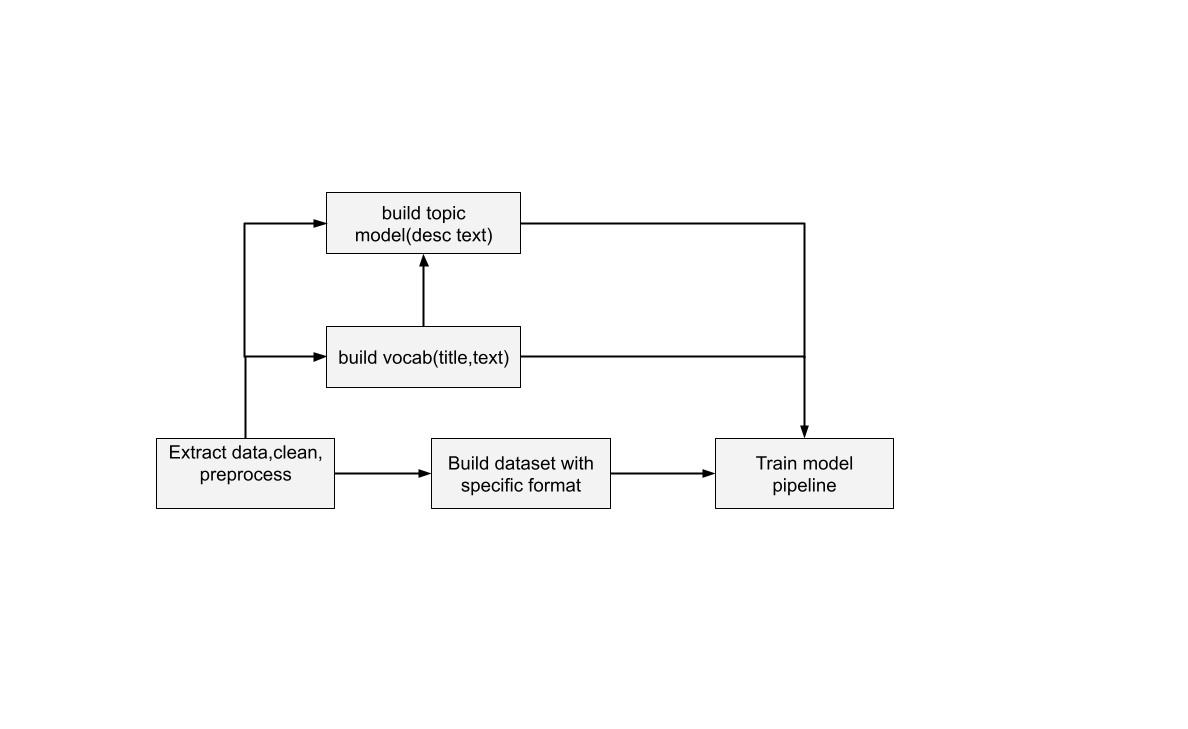 build topic
model(desc text)
build vocab(title,text)
Extract data,clean,
preprocess
Build dataset with
specific format
Train model
pipeline